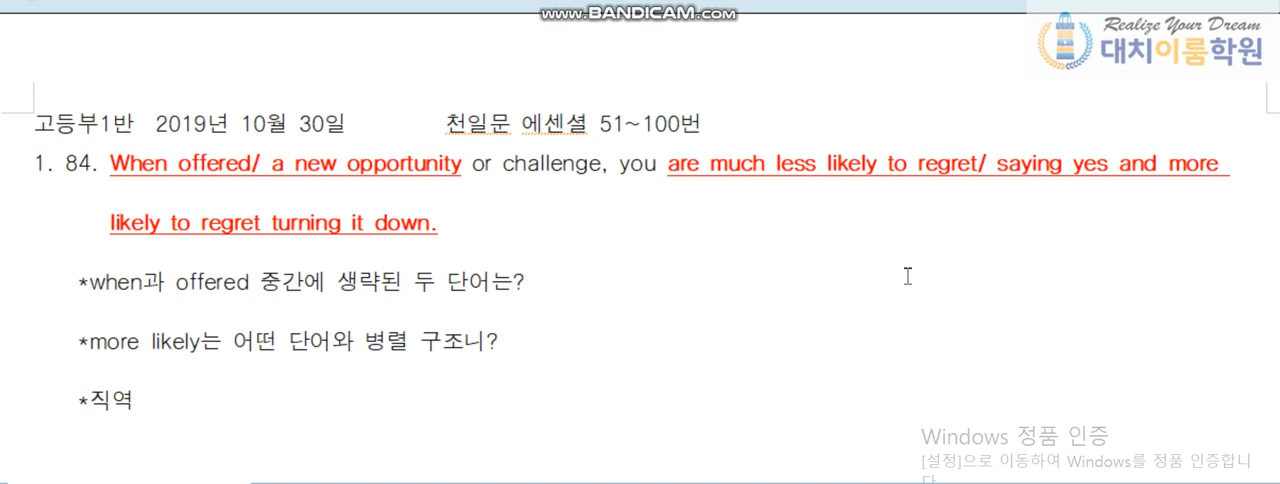 www.BANDICAM.com
Realize Your Dream
대치이룸학원
고등부1반 2019년 10월 30일 천일문 에센셜 51~100번
1. 84. When offered/ a new opportunity or challenge, you are much less likely to regret/ saying yes and more
likely to regret turning it down.
*when과 offered 중간에 생략된 두 단어는?
*more likely는 어떤 단어와 병렬 구조니?
*직역
Windows 정품 인증
[설정]으로 이동하여 Windows를 정품 인증합니
다